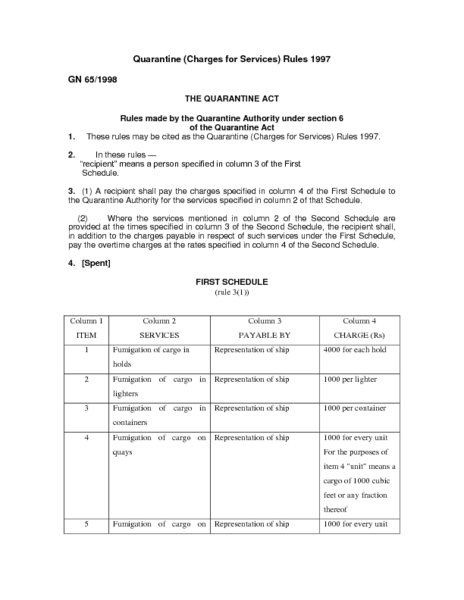 Quarantine (Charges for Services) Rules 1997
GN 65/1998
THE QUARANTINE ACT
Rules made by the Quarantine Authority under section 6
of the Quarantine Act
1. These rules may be cited as the Quarantine (Charges for Services) Rules 1997.
2. In these rules —
"recipient" means a person specified in column 3 of the First
Schedule.
3. (1) A recipient shall pay the charges specified in column 4 of the First Schedule to
the Quarantine Authority for the services specified in column 2 of that Schedule.
(2) Where the services mentioned in column 2 of the Second Schedule are
provided at the times specified in column 3 of the Second Schedule, the recipient shall,
in addition to the charges payable in respect of such services under the First Schedule,
pay the overtime charges at the rates specified in column 4 of the Second Schedule.
4. [Spent]
FIRST SCHEDULE
(rule 3(1))
Column 1 Column 2 Column 3 Column 4
ITEM SERVICES PAYABLE BY CHARGE (Rs)
1 Fumigation of cargo in Representation of ship 4000 for each hold
holds
2 Fumigation of cargo in Representation of ship 1000 per lighter
lighters
3 Fumigation of cargo in Representation of ship 1000 per container
containers
4 Fumigation of cargo on Representation of ship 1000 for every unit
quays For the purposes of
item 4 "unit" means a
cargo of 1000 cubic
feet or any fraction
thereof
5 Fumigation of cargo on Representation of ship 1000 for every unit